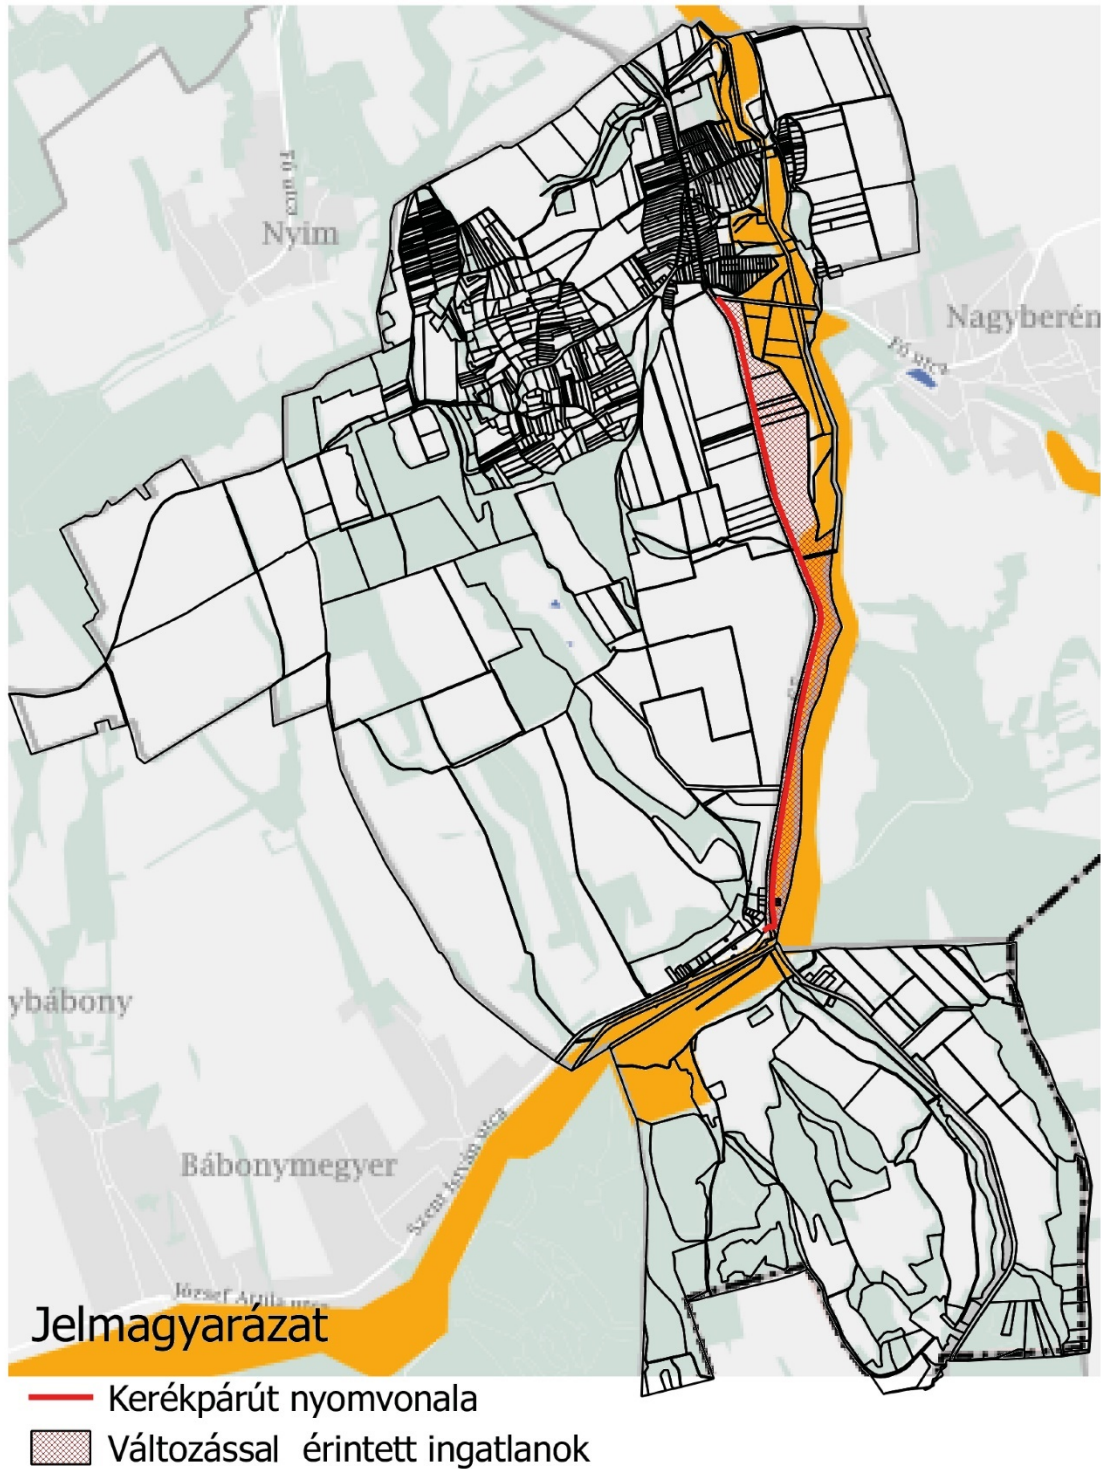 Fő utca
Nyim
Nagyberén
Fő utca
65
ybábony
Bábonymegyer
Szent István utca
József Attila utca
Jelmagyarázat
Kerékpárút nyomvonala
Változással érintett ingatlanok